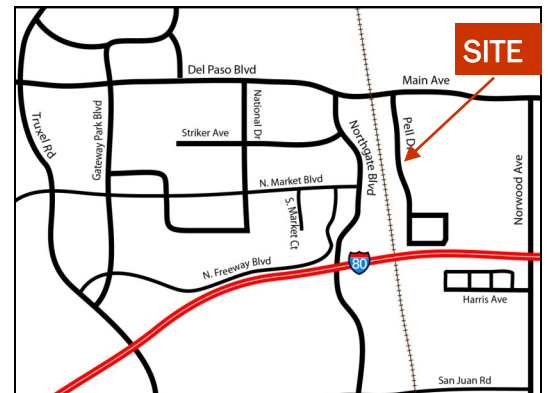 SITE
Del Paso Blvd
Main Ave
Truxel Rd
Gateway Park Blvd
National Dr
Striker Ave
Northgate Blvd
Pell Dr
Norwood Ave
N. Market Blvd
S. Market Ct
N. Freeway Blvd
80
Harris Ave
San Juan Rd